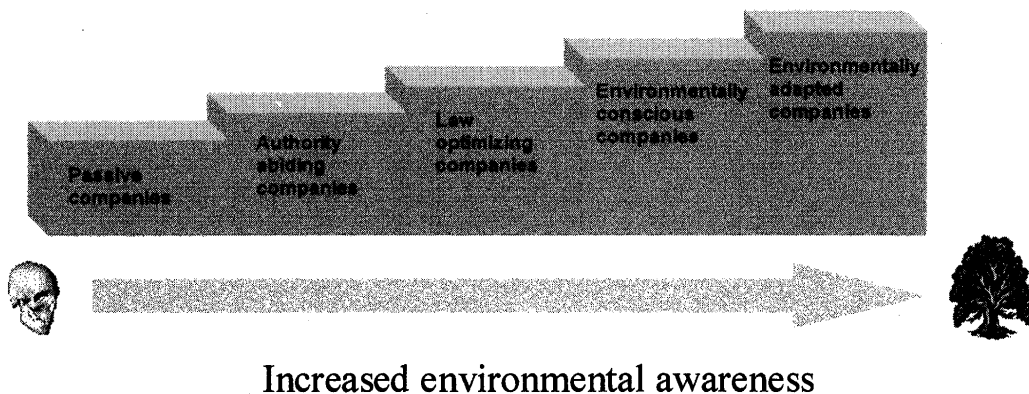 Passive
companies
Authority
abiding
companies
Law
optimizing
companies
Environmentally
conscious
companies
Environmentally
adapted
companies
Increased environmental awareness